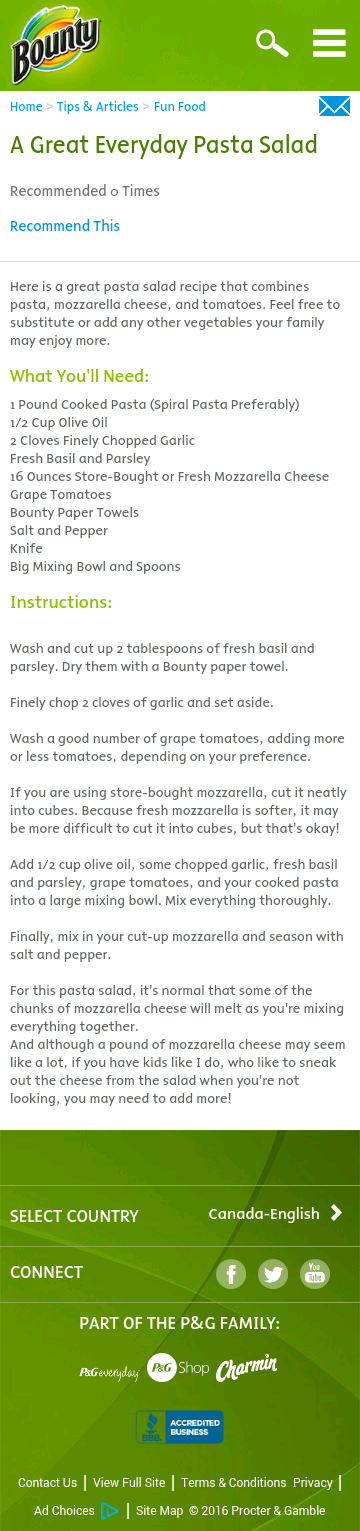 Bounty
Home > Tips & Articles > Fun Food
A Great Everyday Pasta Salad
Recommended 0 Times
Recommend This
Here is a great pasta salad recipe that combines
pasta, mozzarella cheese, and tomatoes. Feel free to
substitute or add any other vegetables your family
may enjoy more.
What You'll Need:
1 Pound Cooked Pasta (Spiral Pasta Preferably)
1/2 Cup Olive Oil
2 Cloves Finely Chopped Garlic
Fresh Basil and Parsley
16 Ounces Store-Bought or Fresh Mozzarella Cheese
Grape Tomatoes
Bounty Paper Towels
Salt and Pepper
Knife
Big Mixing Bowl and Spoons
Instructions:
Wash and cut up 2 tablespoons of fresh basil and
parsley. Dry them with a Bounty paper towel.
Finely chop 2 cloves of garlic and set aside.
Wash a good number of grape tomatoes, adding more
or less tomatoes, depending on your preference.
If you are using store-bought mozzarella, cut it neatly
into cubes. Because fresh mozzarella is softer, it may
be more difficult to cut it into cubes, but that's okay!
Add 1/2 cup olive oil, some chopped garlic, fresh basil
and parsley, grape tomatoes, and your cooked pasta
into a large mixing bowl. Mix everything thoroughly.
Finally, mix in your cut-up mozzarella and season with
salt and pepper.
For this pasta salad, it's normal that some of the
chunks of mozzarella cheese will melt as you're mixing
everything together.
And although a pound of mozzarella cheese may seem
like a lot, if you have kids like I do, who like to sneak
out the cheese from the salad when you're not
looking, you may need to add more!
SELECT COUNTRY Canada-English
CONNECT f You Tube
PART OF THE P&G FAMILY:
P&G everyday P&G Shop Charmin
BBB ACCREDITED BUSINESS
Contact Us | View Full Site | Terms & Conditions Privacy |
Ad Choices | Site Map © 2016 Procter & Gamble